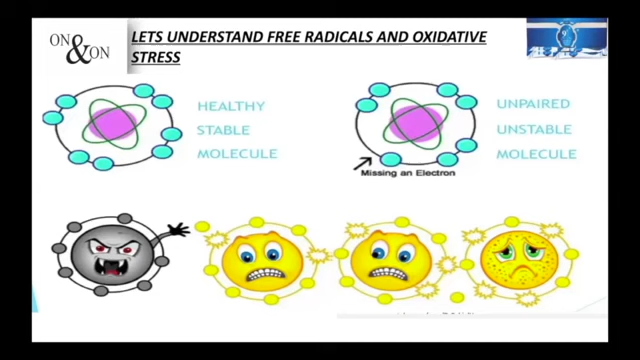 ON & ON
LETS UNDERSTAND FREE RADICALS AND OXIDATIVE
STRESS
HEALTHY
STABLE
MOLECULE
UNPAIRED
UNSTABLE
MOLECULE
Missing an Electron